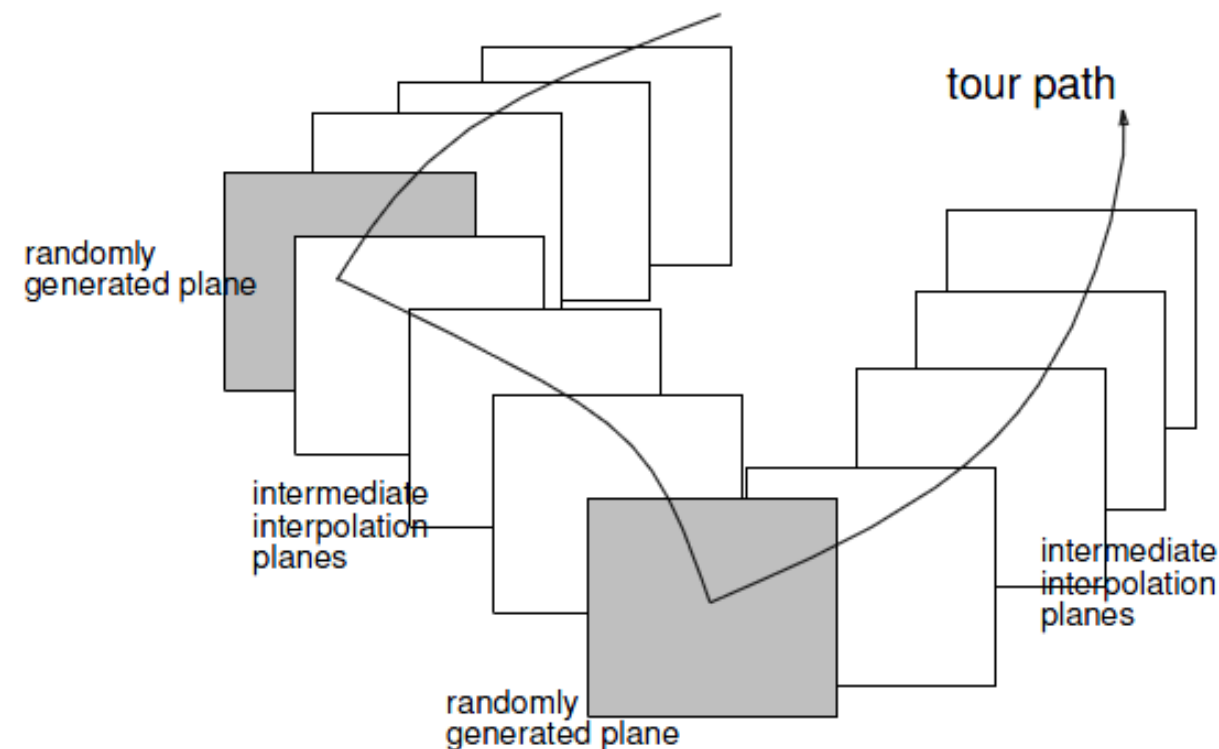 tour path
randomly
generated plane
intermediate
interpolation
planes
intermediate
interpolation
planes
randomly
generated plane